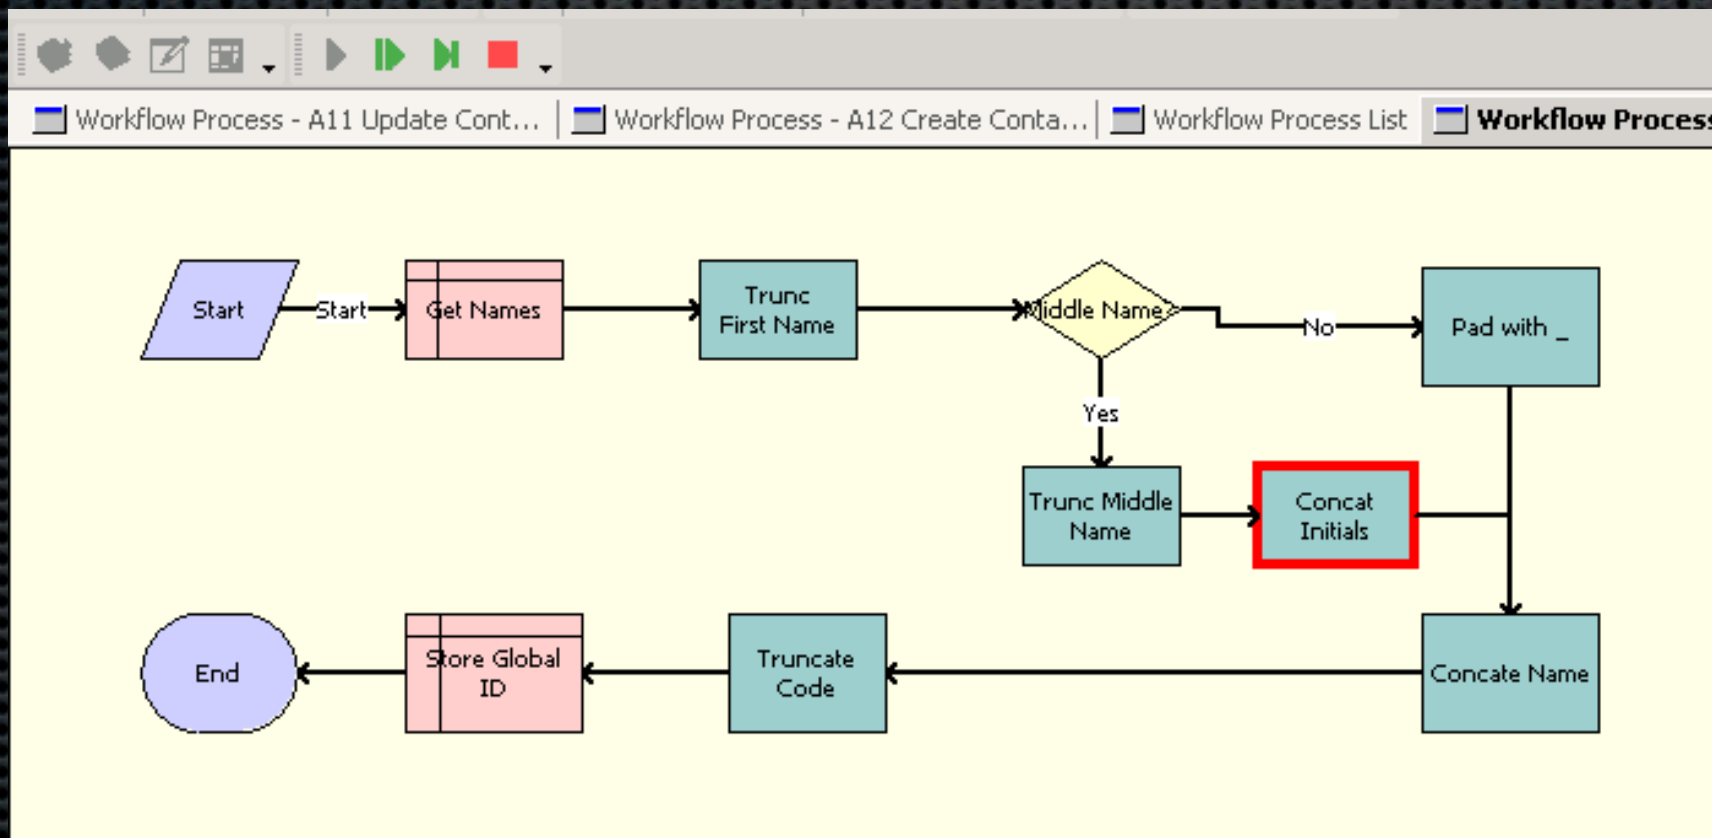 Workflow Process - A11 Update Cont...
Workflow Process - A12 Create Conta...
Workflow Process List
Workflow Process
Start
Start
Get Names
Trunc
First Name
Middle Name?
No
Pad with _
Yes
Trunc Middle
Name
Concat
Initials
End
Store Global
ID
Truncate
Code
Concate Name